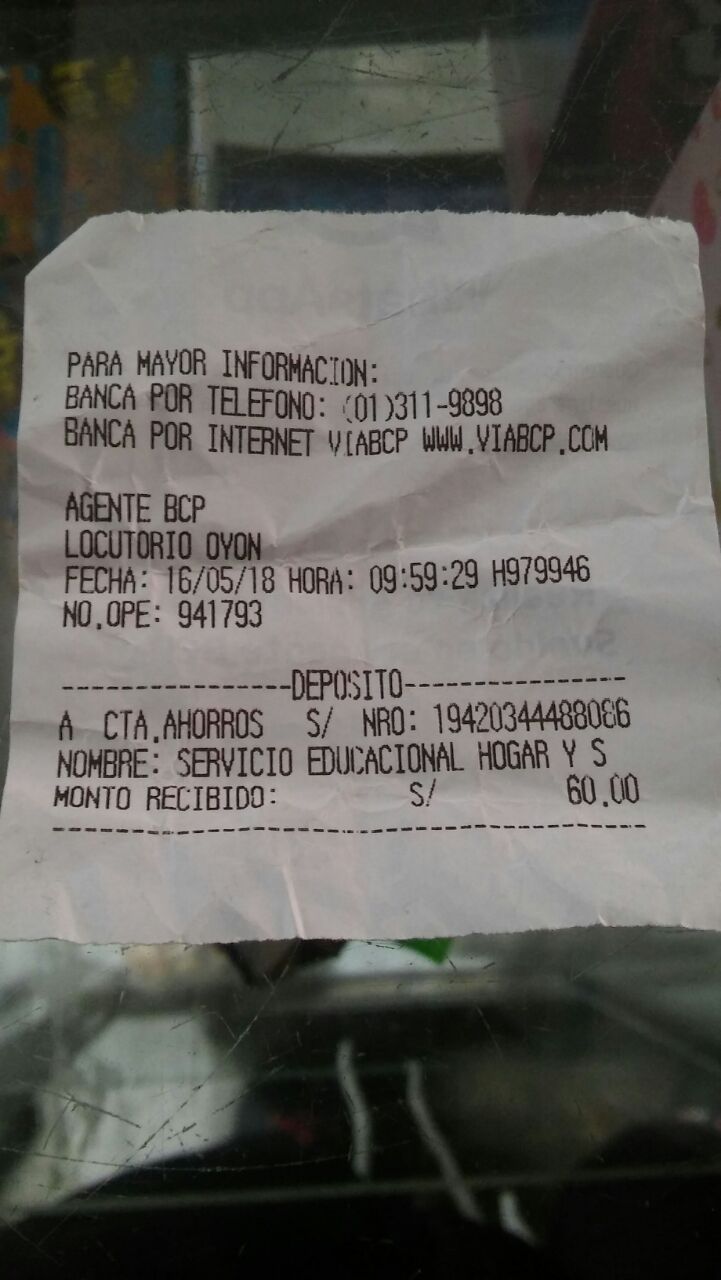 PARA MAYOR INFORMACION:
BANCA POR TELEFONO: (01)311-9898
BANCA POR INTERNET VIABCP WWW.VIABCP.COM
AGENTE BCP
LOCUTORIO OYON
FECHA: 16/05/18 HORA: 09:59:29 H979946
NO.OPE: 941793
----------------DEPOSITO----------------
A CTA.AHORROS S/ NRO: 19420344488086
NOMBRE: SERVICIO EDUCACIONAL HOGAR Y S
MONTO RECIBIDO: S/ 60.00